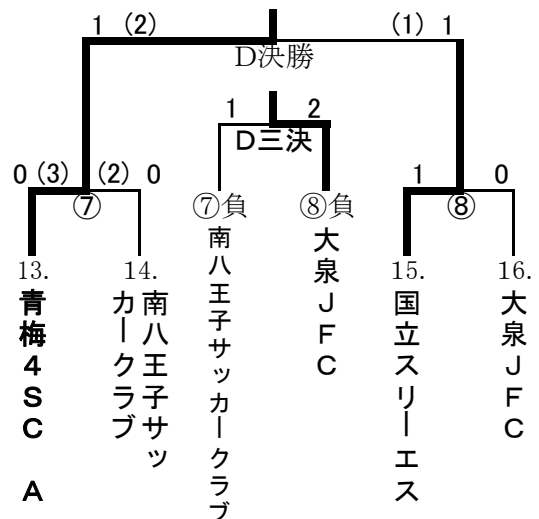 1 (2) (1) 1
D決勝
1 2
D三決
0 (3) (2) 0 1 0
⑦ ⑦負 ⑧負 ⑧
13. 14. 15. 16.
青梅4SC A
南八王子サッ
カークラブ
南八王子サッカークラブ
大泉JFC
国立スリーエス
大泉JFC